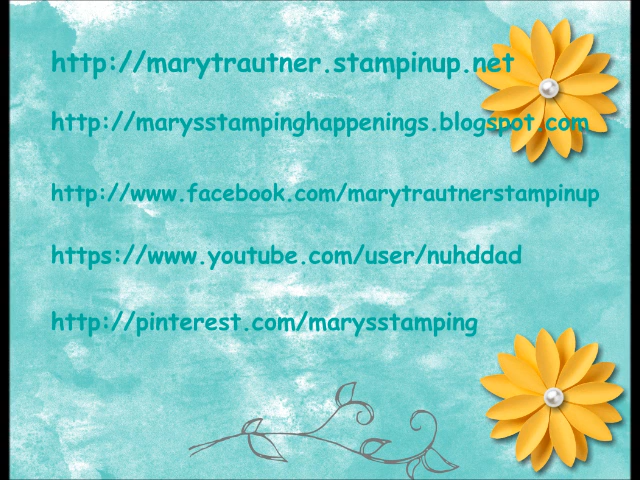 http://marytrautner.stampinup.net
http://marysstampinghappenings.blogspot.com
http://www.facebook.com/marytrautnerstampinup
https://www.youtube.com/user/nuhddad
http://pinterest.com/marysstamping